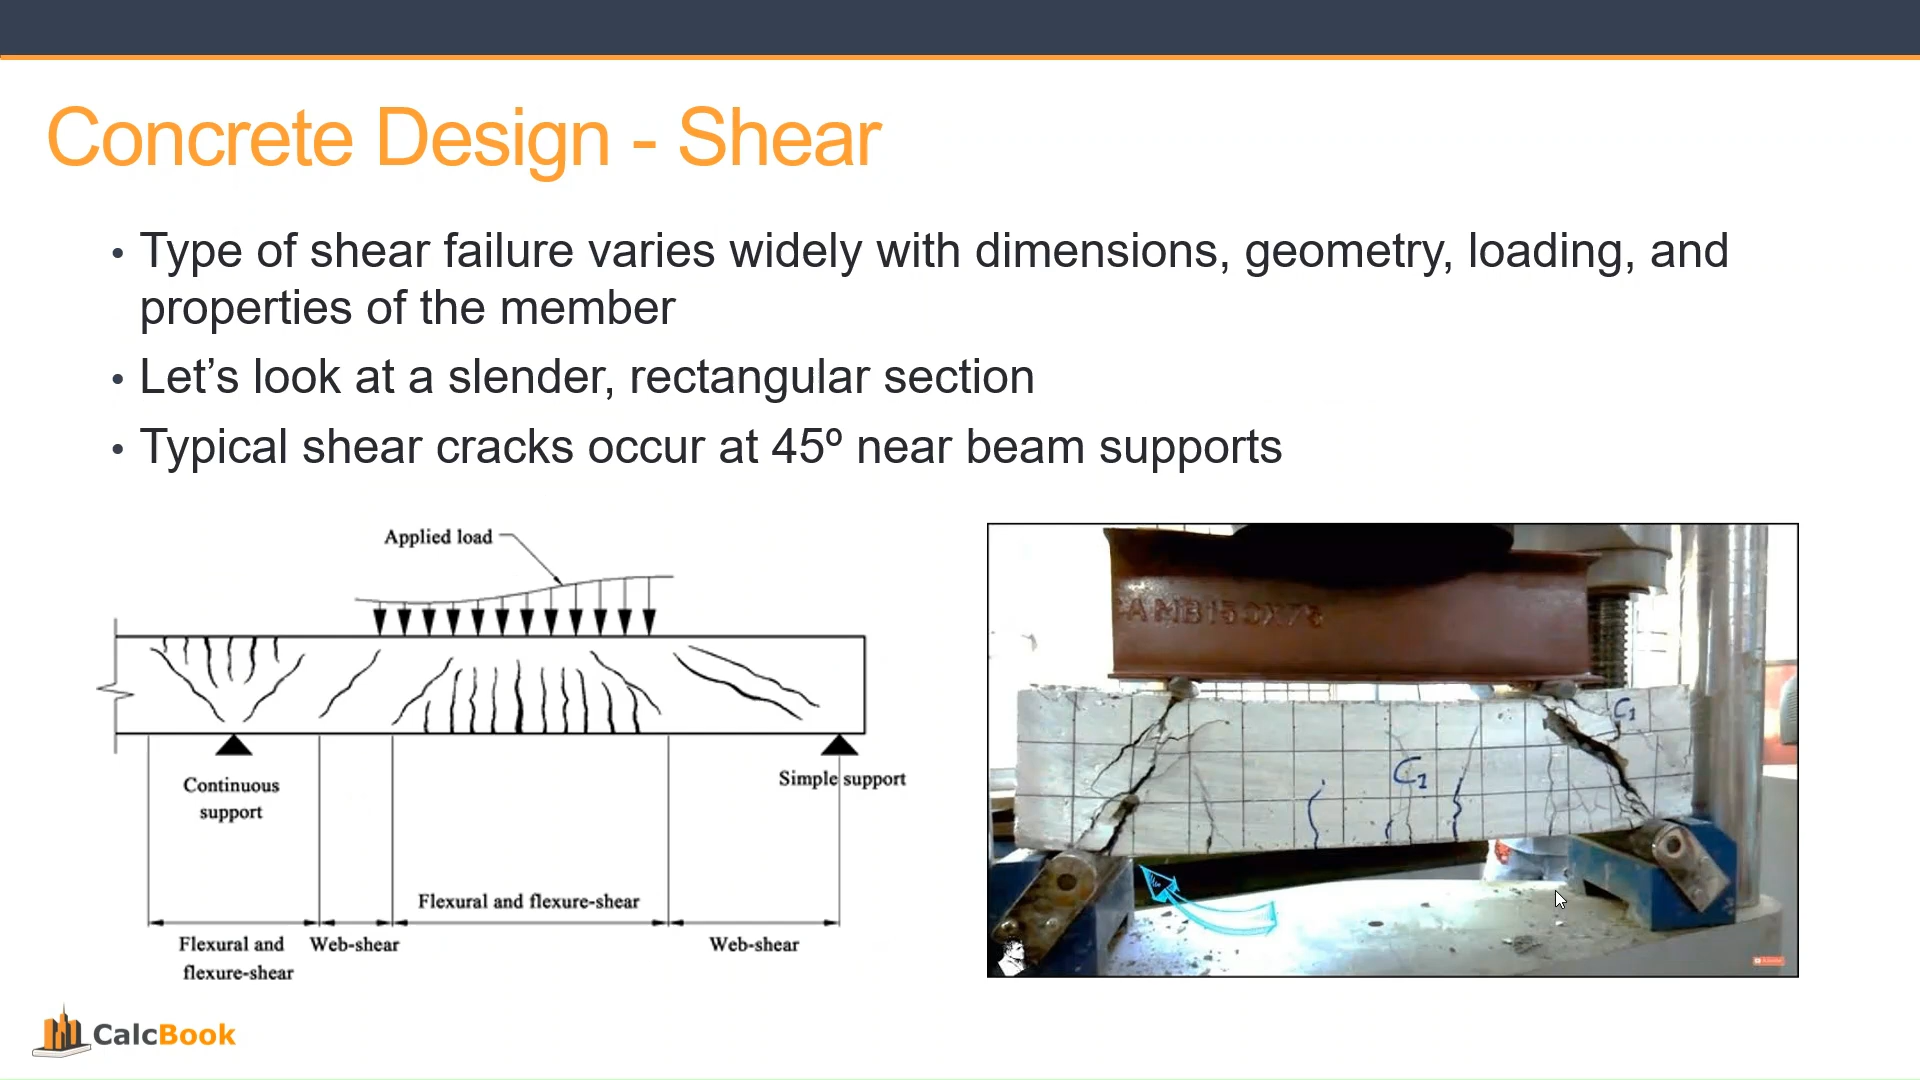 Concrete Design - Shear
• Type of shear failure varies widely with dimensions, geometry, loading, and
properties of the member
• Let’s look at a slender, rectangular section
• Typical shear cracks occur at 45º near beam supports
Applied load
Continuous
support
Simple support
Flexural and flexure-shear
Flexural and
flexure-shear
Web-shear
Web-shear
C1
C1
CalcBook